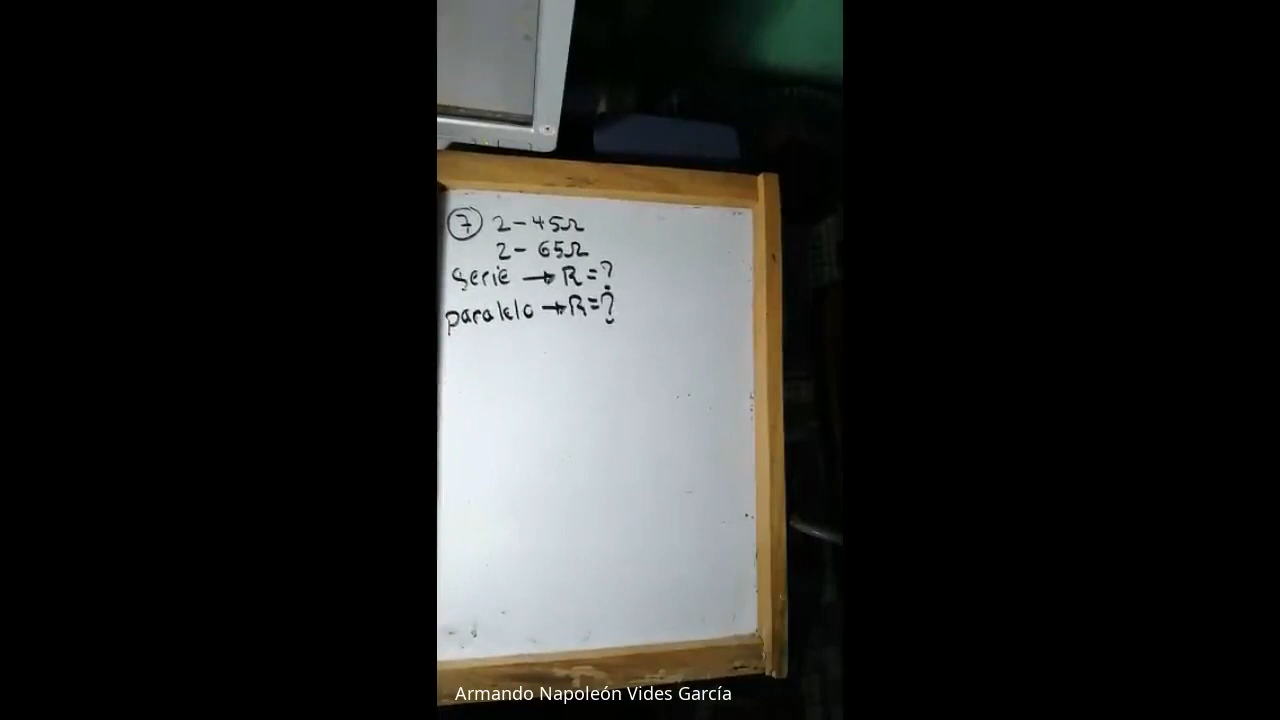 ⑦ 2 - 45Ω
2 - 65Ω
Serie → R = ?
paralelo → R = ?
Armando Napoleón Vides García